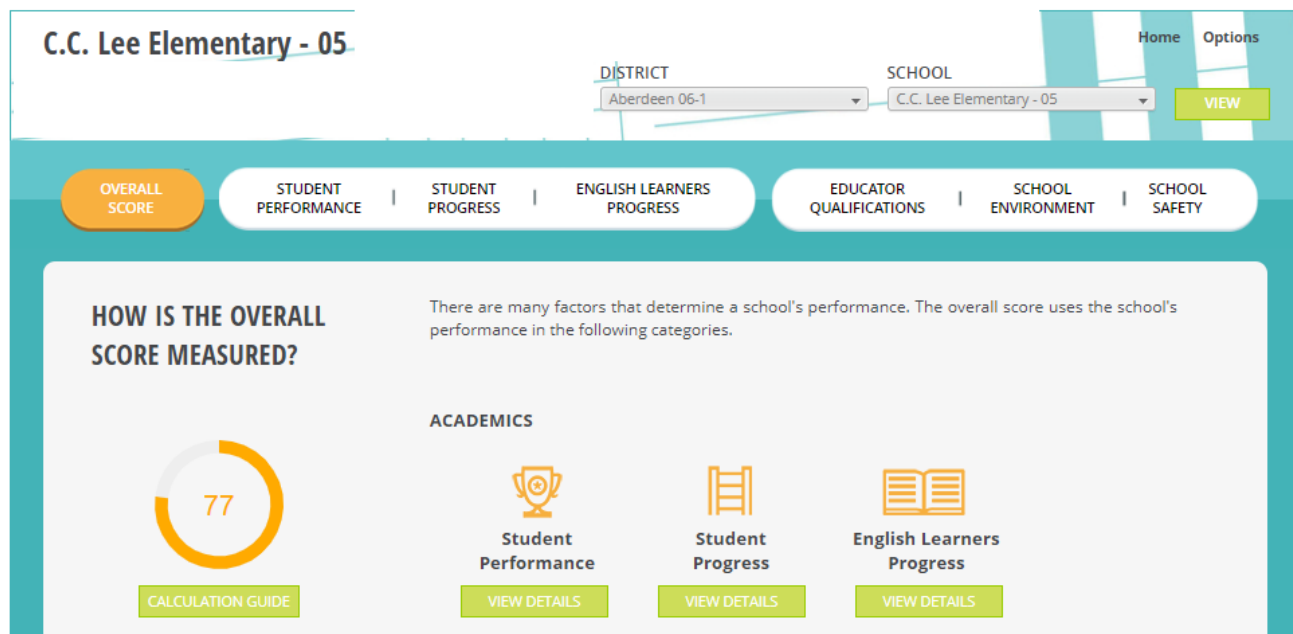 C.C. Lee Elementary - 05
Home Options
DISTRICT SCHOOL
Aberdeen 06-1 C.C. Lee Elementary - 05 VIEW
OVERALL
SCORE
STUDENT
PERFORMANCE
STUDENT
PROGRESS
ENGLISH LEARNERS
PROGRESS
EDUCATOR
QUALIFICATIONS
SCHOOL
ENVIRONMENT
SCHOOL
SAFETY
HOW IS THE OVERALL
SCORE MEASURED?
There are many factors that determine a school's performance. The overall score uses the school's
performance in the following categories.
77
CALCULATION GUIDE
ACADEMICS
Student
Performance
VIEW DETAILS
Student
Progress
VIEW DETAILS
English Learners
Progress
VIEW DETAILS